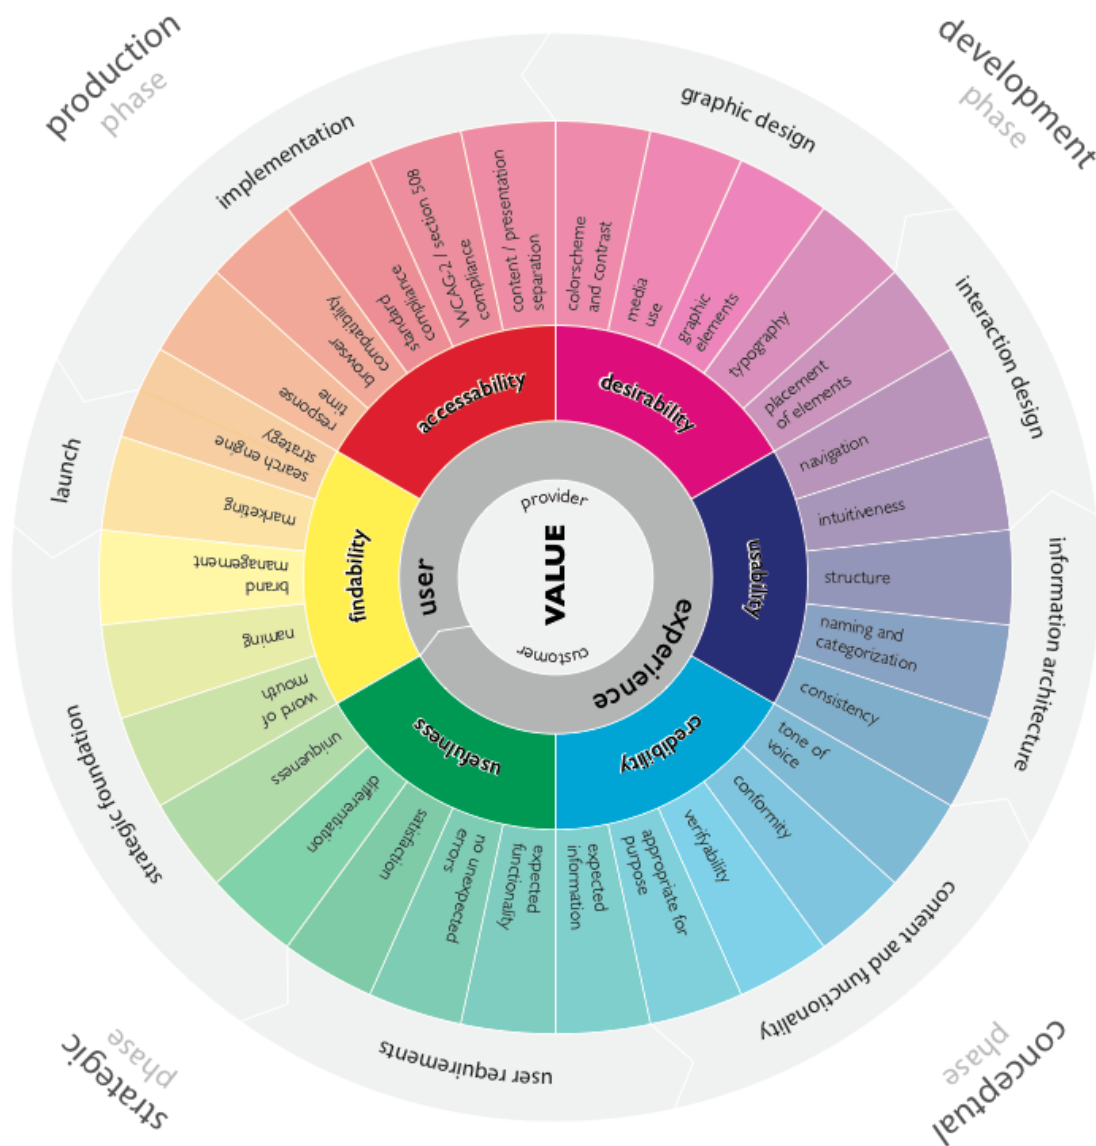 production
phase
development
phase
graphic design
implementation
interaction design
information architecture
content and functionality
user requirements
strategic foundation
launch
strategic
phase
conceptual
phase
colorscheme
and contrast
media
use
graphic
elements
typography
placement
of elements
navigation
intuitiveness
structure
naming and
categorization
consistency
tone of
voice
conformity
verifyability
appropriate for
purpose
expected
information
expected
functionality
no unexpected
errors
satisfaction
differentiation
uniqueness
word of
mouth
naming
brand
management
marketing
search engine
strategy
response
time
browser
compatibility
standard
compliance
WCAG-2 / section 508
compliance
content / presentation
separation
accessability
desirability
usability
credibility
usefulness
findability
user
experience
provider
VALUE
customer